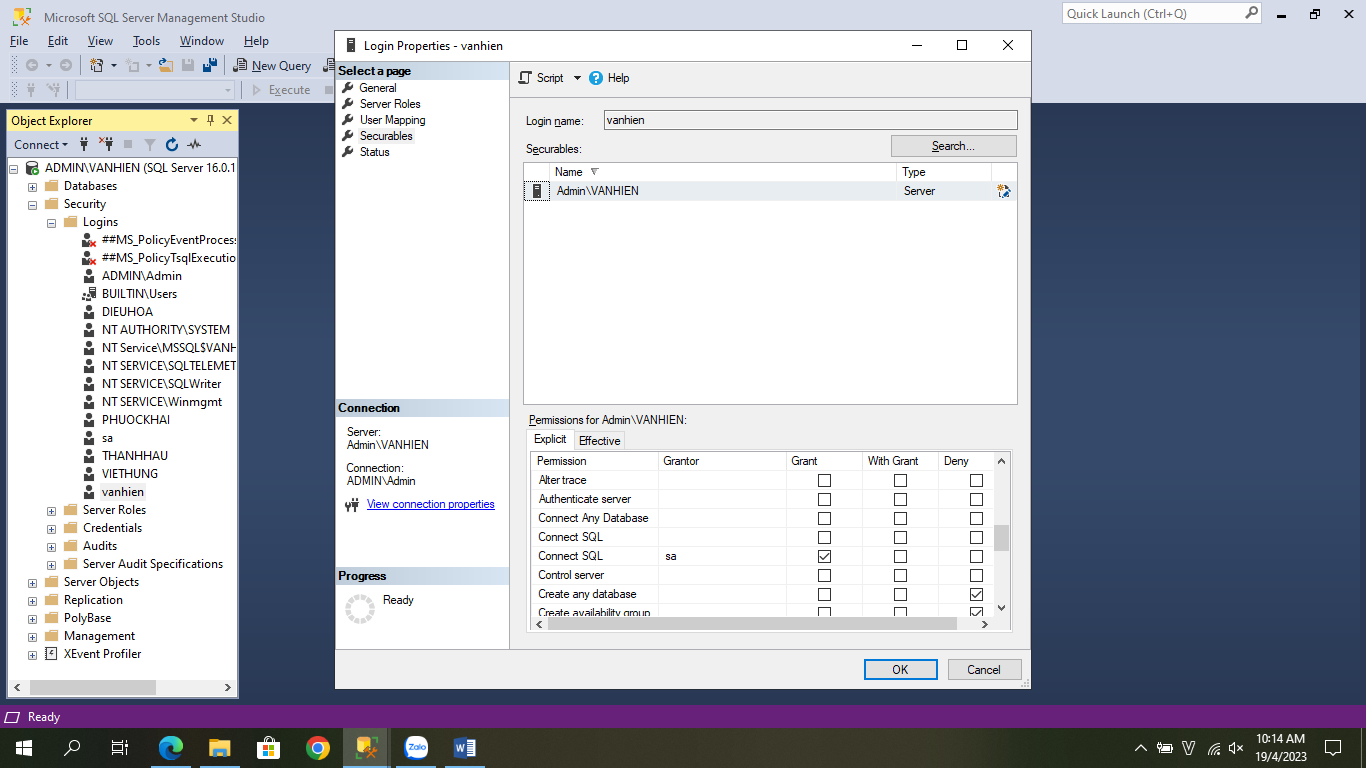 Microsoft SQL Server Management Studio
Quick Launch (Ctrl+Q)
File Edit View Tools Window Help
New Query
Execute
Object Explorer
Connect
ADMIN\VANHIEN (SQL Server 16.0.1
Databases
Security
Logins
##MS_PolicyEventProcess
##MS_PolicyTsqlExecutio
ADMIN\Admin
BUILTIN\Users
DIEUHOA
NT AUTHORITY\SYSTEM
NT Service\MSSQL$VANH
NT SERVICE\SQLTELEMET
NT SERVICE\SQLWriter
NT SERVICE\Winmgmt
PHUOCKHAI
sa
THANHHAU
VIETHUNG
vanhien
Server Roles
Credentials
Audits
Server Audit Specifications
Server Objects
Replication
PolyBase
Management
XEvent Profiler
Login Properties - vanhien
Select a page
General
Server Roles
User Mapping
Securables
Status
Connection
Server:
Admin\VANHIEN
Connection:
ADMIN\Admin
View connection properties
Progress
Ready
Script Help
Login name: vanhien
Securables: Search...
Name Type
Admin\VANHIEN Server
Permissions for Admin\VANHIEN:
Explicit Effective
Permission Grantor Grant With Grant Deny
Alter trace
Authenticate server
Connect Any Database
Connect SQL
Connect SQL sa
Control server
Create any database
Create availability group
OK Cancel
Ready
Zalo
10:14 AM
19/4/2023